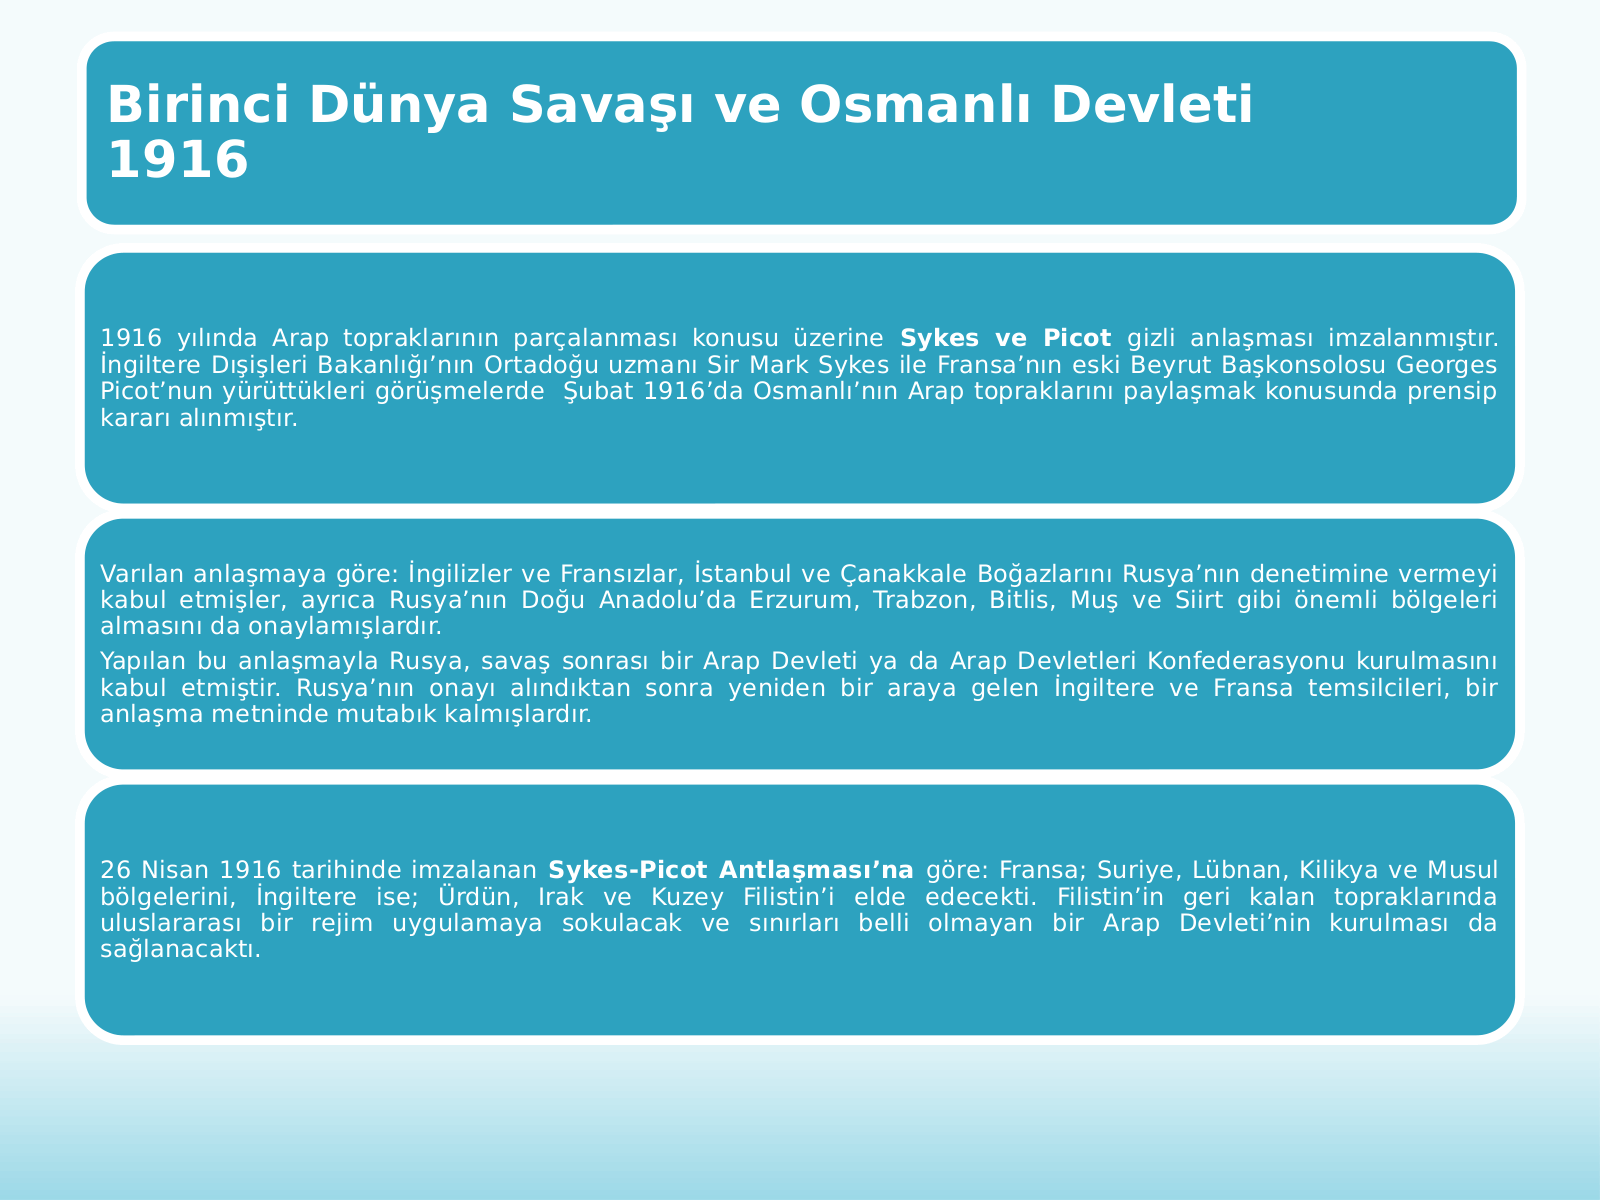 Birinci Dünya Savaşı ve Osmanlı Devleti
1916
1916 yılında Arap topraklarının parçalanması konusu üzerine Sykes ve Picot gizli anlaşması imzalanmıştır.
İngiltere Dışişleri Bakanlığı’nın Ortadoğu uzmanı Sir Mark Sykes ile Fransa’nın eski Beyrut Başkonsolosu Georges
Picot’nun yürüttükleri görüşmelerde  Şubat 1916’da Osmanlı’nın Arap topraklarını paylaşmak konusunda prensip
kararı alınmıştır.
Varılan anlaşmaya göre: İngilizler ve Fransızlar, İstanbul ve Çanakkale Boğazlarını Rusya’nın denetimine vermeyi
kabul etmişler, ayrıca Rusya’nın Doğu Anadolu’da Erzurum, Trabzon, Bitlis, Muş ve Siirt gibi önemli bölgeleri
almasını da onaylamışlardır.
Yapılan bu anlaşmayla Rusya, savaş sonrası bir Arap Devleti ya da Arap Devletleri Konfederasyonu kurulmasını
kabul etmiştir. Rusya’nın onayı alındıktan sonra yeniden bir araya gelen İngiltere ve Fransa temsilcileri, bir
anlaşma metninde mutabık kalmışlardır.
26 Nisan 1916 tarihinde imzalanan Sykes-Picot Antlaşması’na göre: Fransa; Suriye, Lübnan, Kilikya ve Musul
bölgelerini, İngiltere ise; Ürdün, Irak ve Kuzey Filistin’i elde edecekti. Filistin’in geri kalan topraklarında
uluslararası bir rejim uygulamaya sokulacak ve sınırları belli olmayan bir Arap Devleti’nin kurulması da
sağlanacaktı.